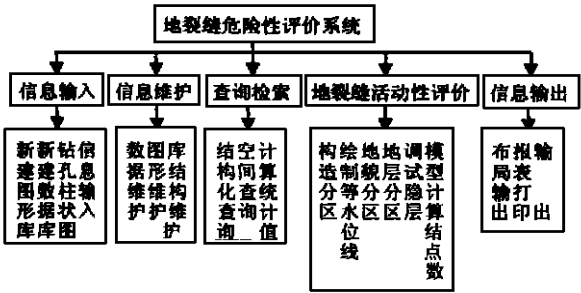 地裂缝危险性评价系统
信息输入
信息维护
查询检索
地裂缝活动性评价
信息输出
新建图形库
新建数据库
钻孔柱状图
信息输入
数据维护
图形维护
库结构维护
结构化查询
空间查询
计算统计值
构造分区
绘制等水位线
地貌分区
地层分区
调试隐层
模型计算结点数
布局输出
报表打印
输出